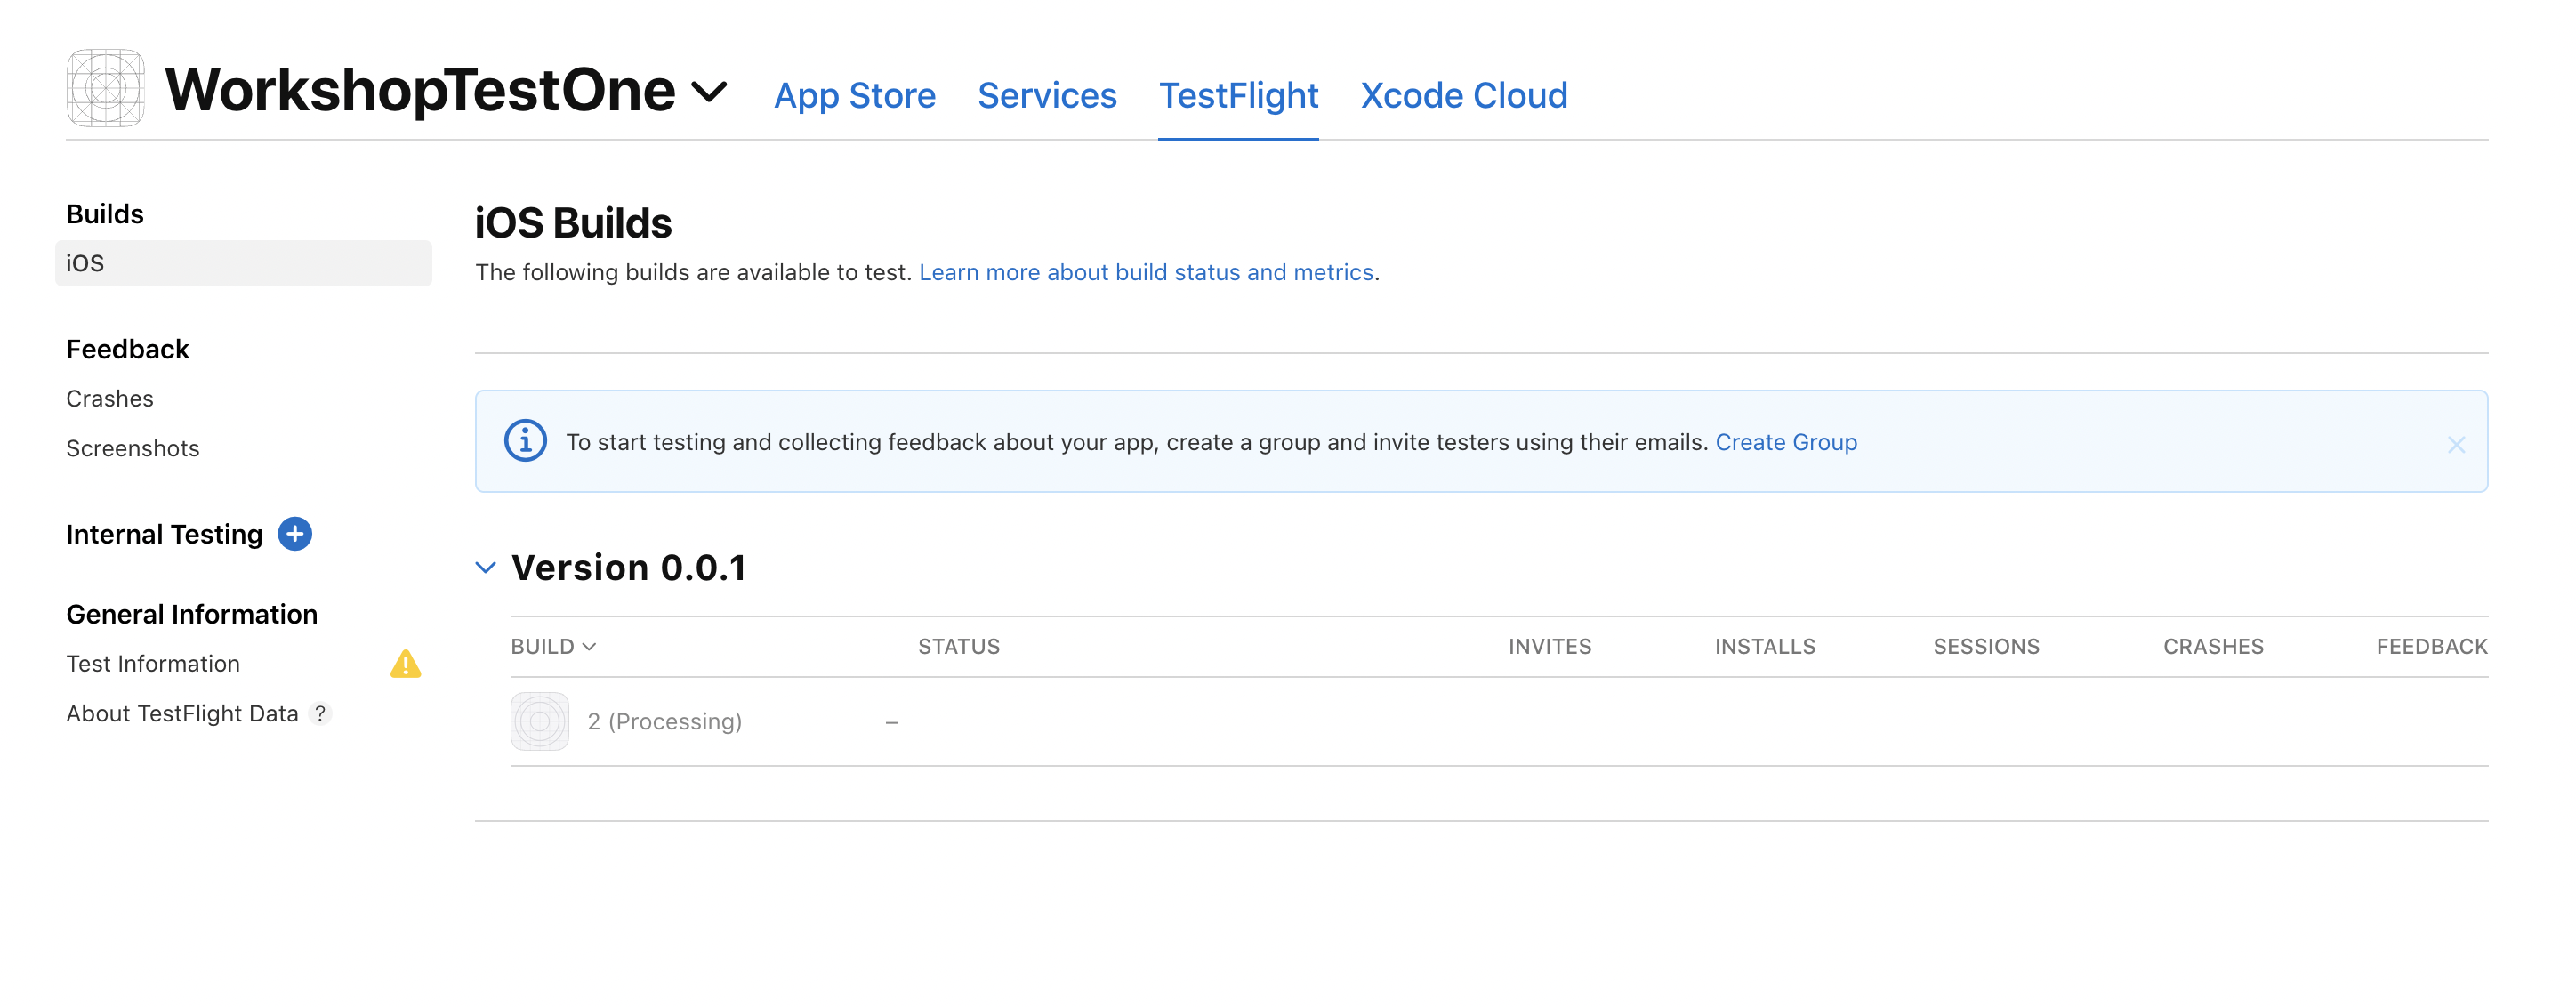 WorkshopTestOne
App Store Services TestFlight Xcode Cloud
Builds
iOS
Feedback
Crashes
Screenshots
Internal Testing
General Information
Test Information
About TestFlight Data ?
iOS Builds
The following builds are available to test. Learn more about build status and metrics.
To start testing and collecting feedback about your app, create a group and invite testers using their emails. Create Group
Version 0.0.1
BUILD STATUS INVITES INSTALLS SESSIONS CRASHES FEEDBACK
2 (Processing) –